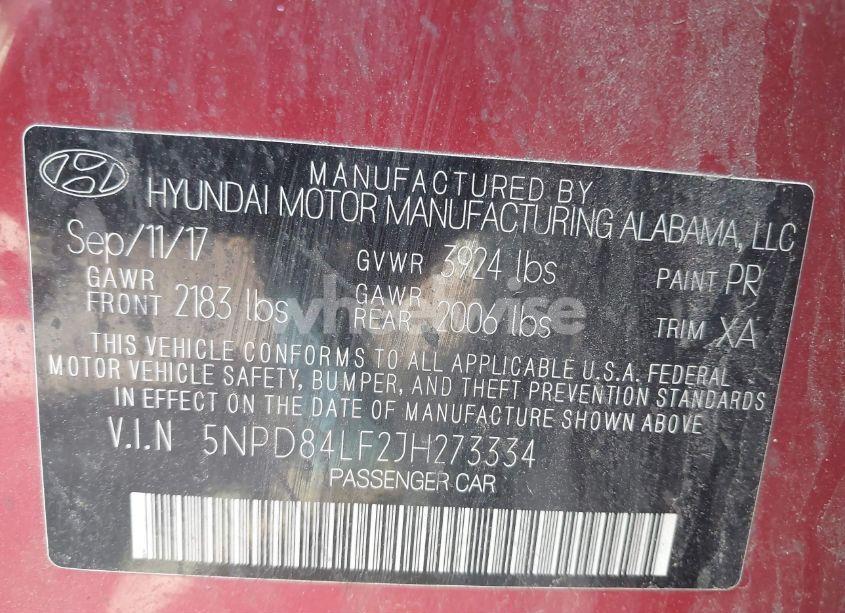 MANUFACTURED BY
HYUNDAI MOTOR MANUFACTURING ALABAMA, LLC
Sep/11/17 GVWR 3924 lbs PAINT PR
GAWR FRONT 2183 lbs GAWR REAR 2006 lbs TRIM XA
THIS VEHICLE CONFORMS TO ALL APPLICABLE U.S.A. FEDERAL
MOTOR VEHICLE SAFETY, BUMPER, AND THEFT PREVENTION STANDARDS
IN EFFECT ON THE DATE OF MANUFACTURE SHOWN ABOVE
V.I.N 5NPD84LF2JH273334
PASSENGER CAR